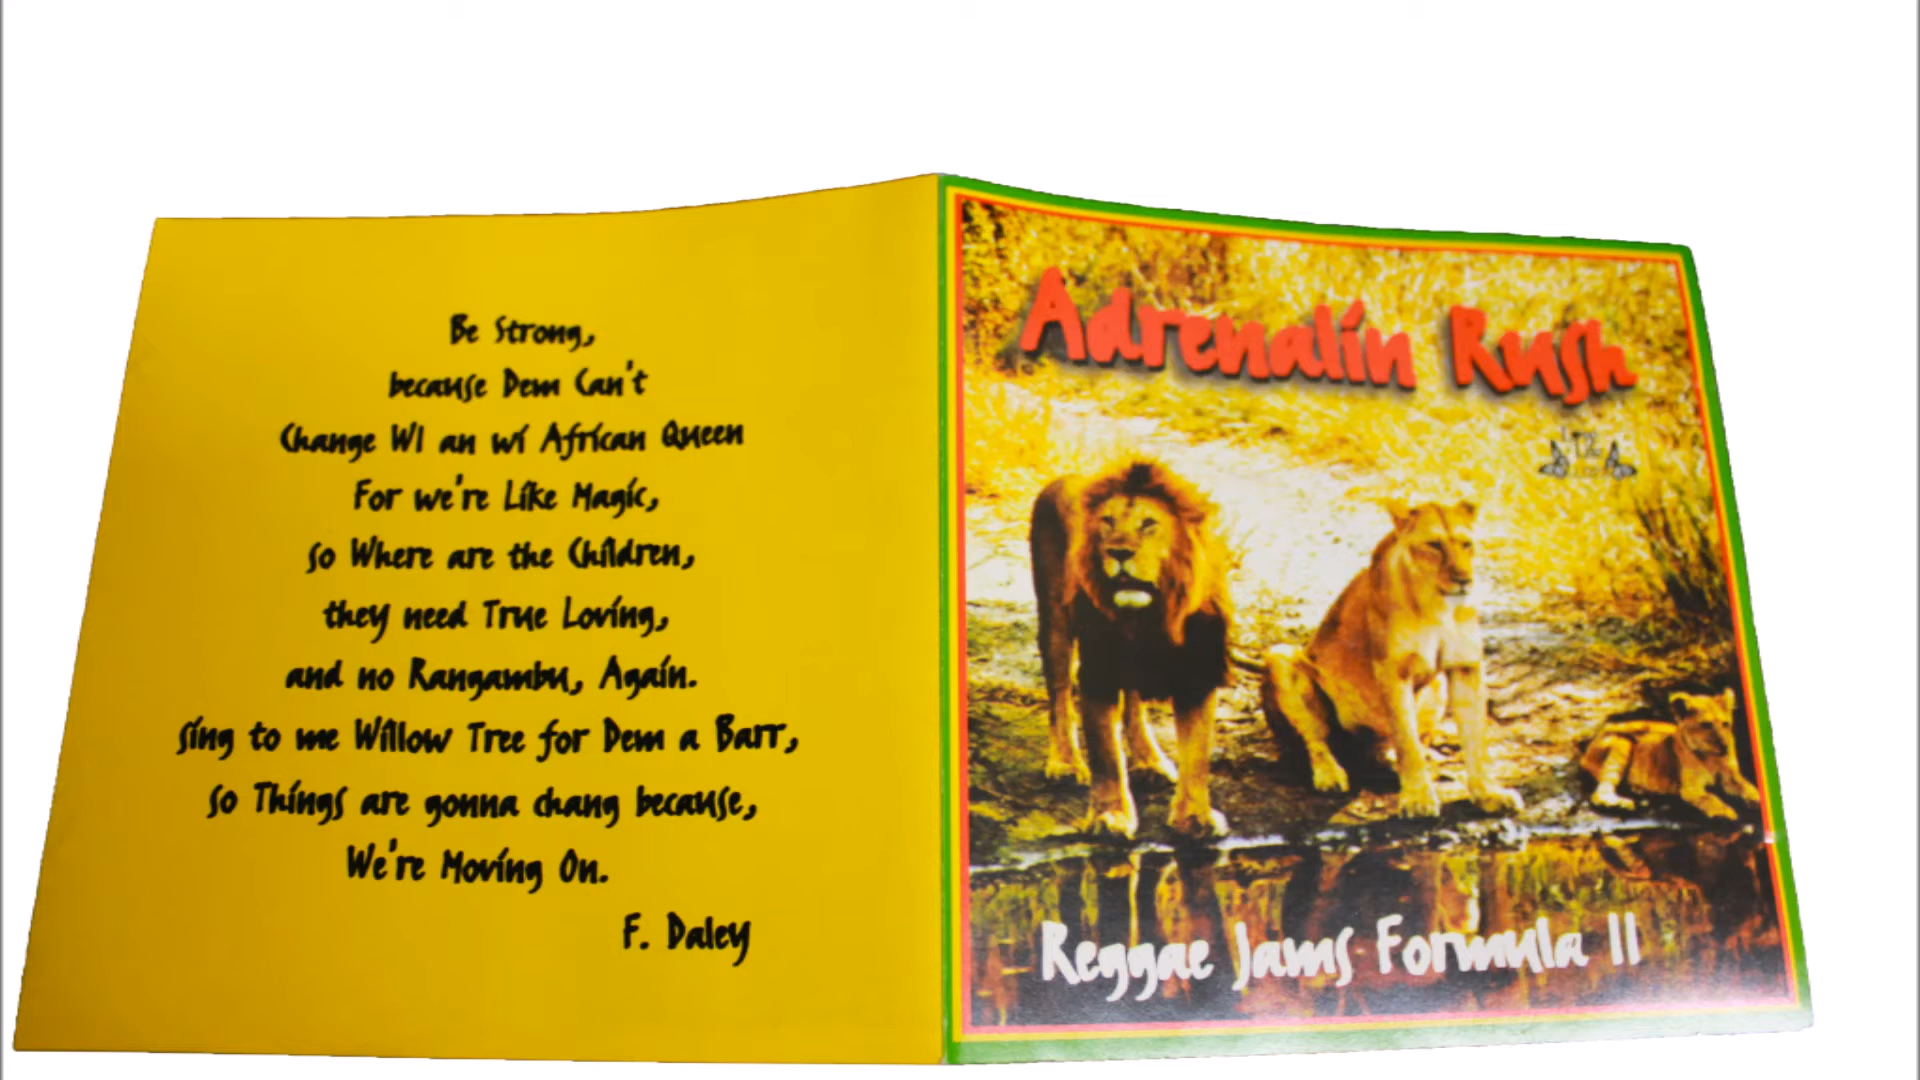 Be Strong,
because Dem Can't
Change WI an wi African Queen
For we're Like Magic,
so Where are the Children,
they need True Loving,
and no Rangambu, Again.
sing to me Willow Tree for Dem a Barr,
so Things are gonna chang because,
We're Moving On.
F. Daley
Adrenalin Rush
Reggae Jams Formula II